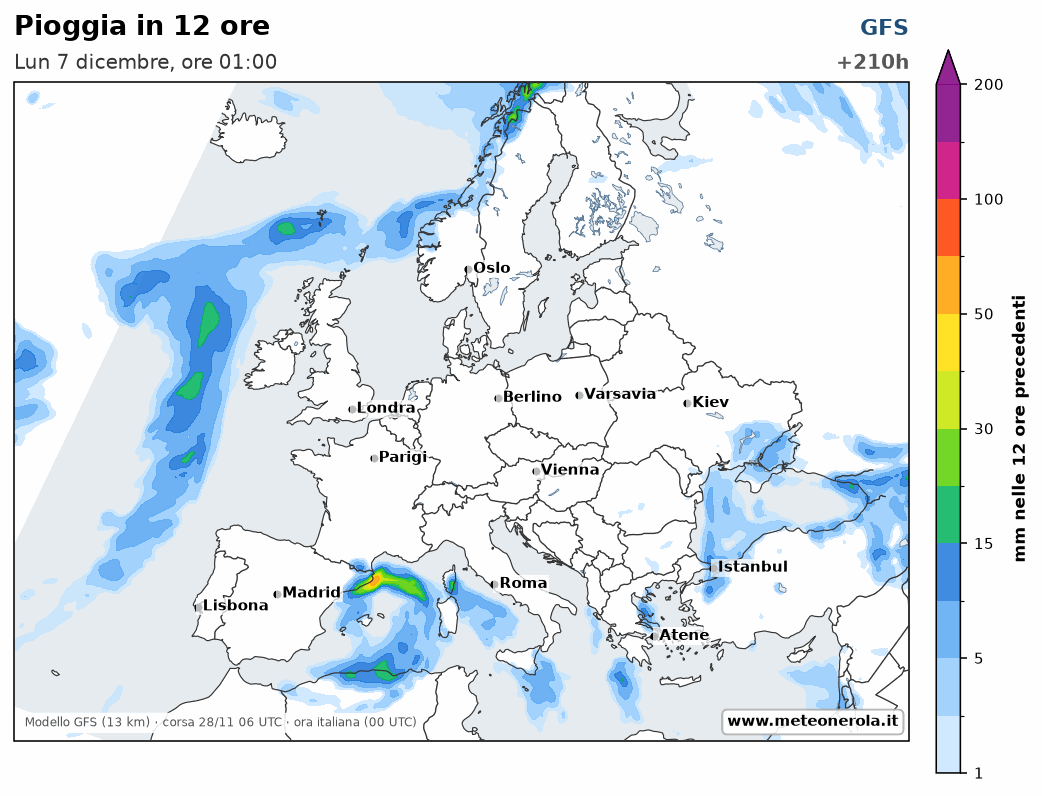 Pioggia in 12 ore
GFS
Lun 7 dicembre, ore 01:00
+210h
200
100
50
30
15
5
1
mm nelle 12 ore precedenti
Oslo
Berlino
Varsavia
Kiev
Londra
Parigi
Vienna
Istanbul
Roma
Madrid
Lisbona
Atene
Modello GFS (13 km) · corsa 28/11 06 UTC · ora italiana (00 UTC)
www.meteonerola.it